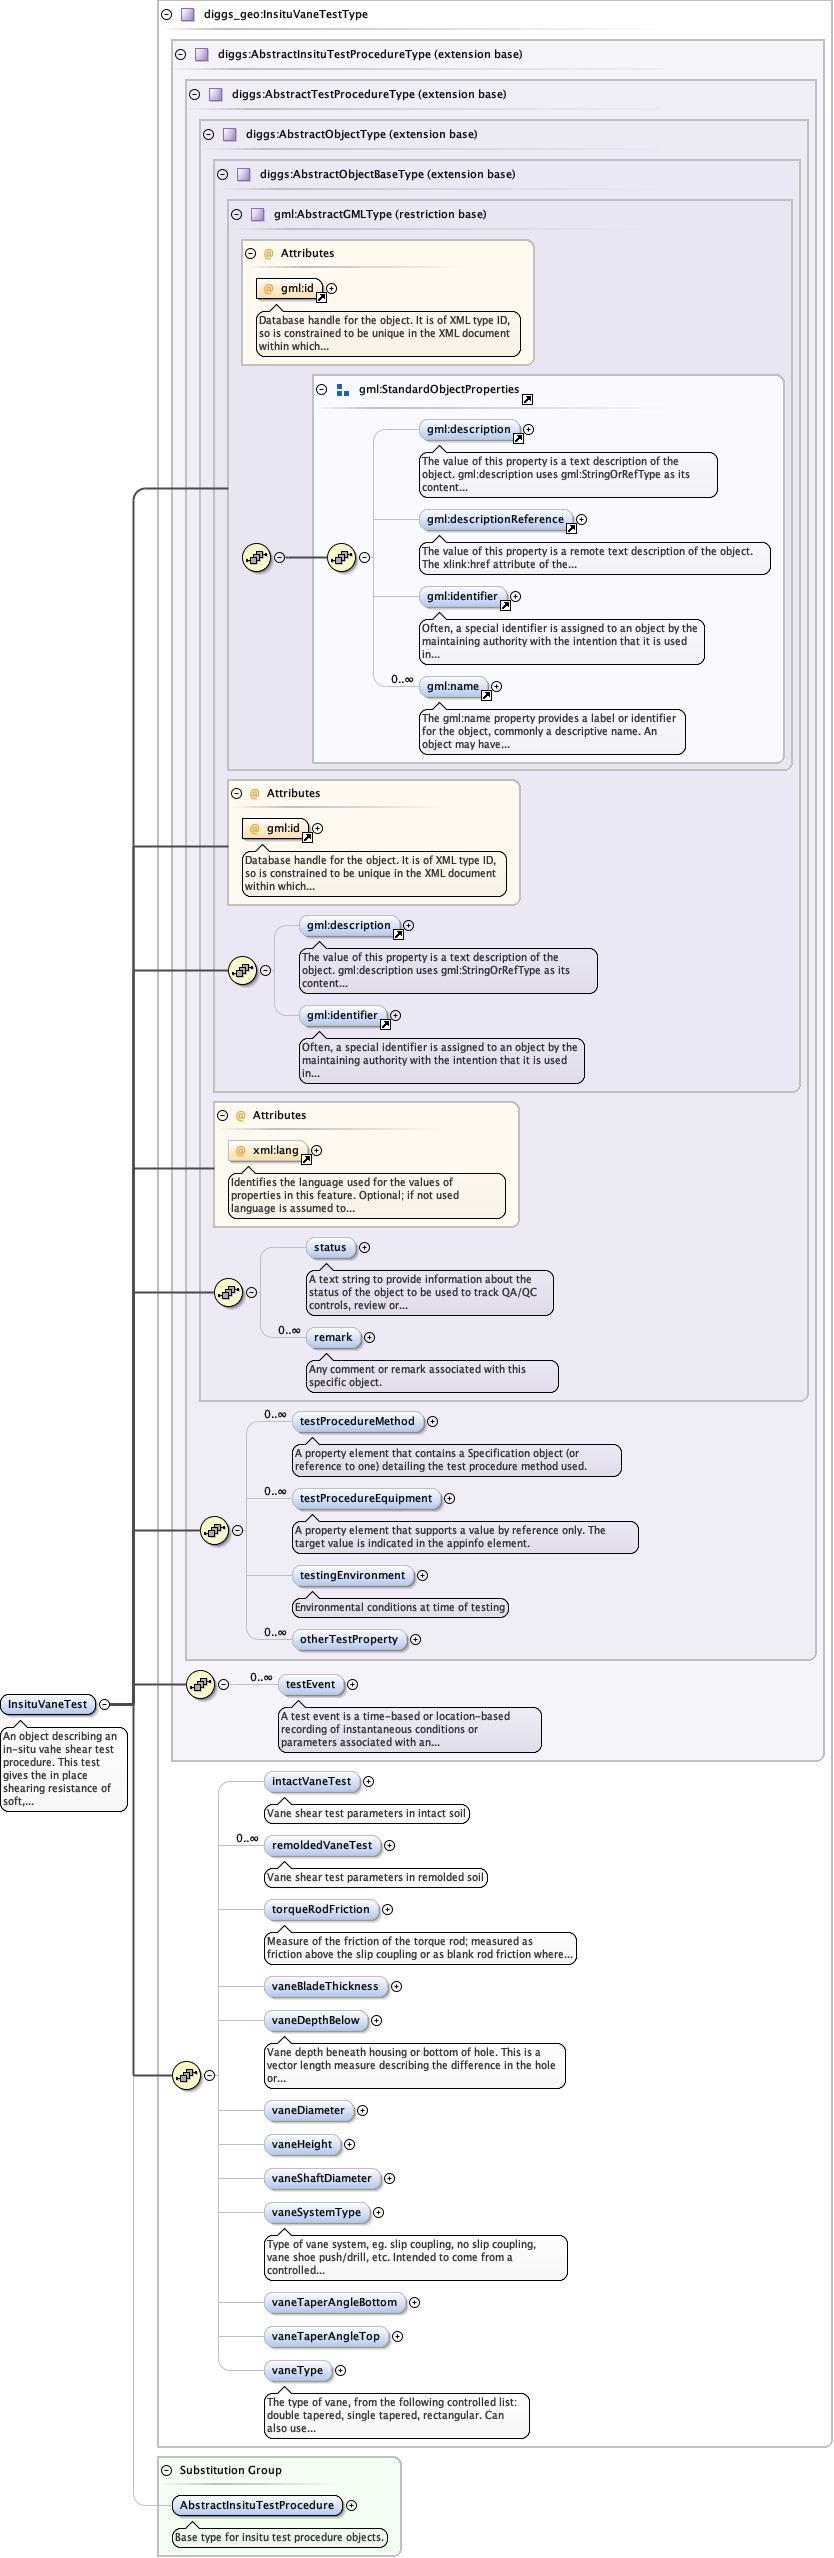 diggs_geo:InsituVaneTestType
diggs:AbstractInsituTestProcedureType (extension base)
diggs:AbstractTestProcedureType (extension base)
diggs:AbstractObjectType (extension base)
diggs:AbstractObjectBaseType (extension base)
gml:AbstractGMLType (restriction base)
@ Attributes
@ gml:id
Database handle for the object. It is of XML type ID,
so is constrained to be unique in the XML document
within which...
gml:StandardObjectProperties
gml:description
The value of this property is a text description of the
object. gml:description uses gml:StringOrRefType as its
content...
gml:descriptionReference
The value of this property is a remote text description of the object.
The xlink:href attribute of the...
gml:identifier
Often, a special identifier is assigned to an object by the
maintaining authority with the intention that it is used
in...
0..∞
gml:name
The gml:name property provides a label or identifier
for the object, commonly a descriptive name. An
object may have...
@ Attributes
@ gml:id
Database handle for the object. It is of XML type ID,
so is constrained to be unique in the XML document
within which...
gml:description
The value of this property is a text description of the
object. gml:description uses gml:StringOrRefType as its
content...
gml:identifier
Often, a special identifier is assigned to an object by the
maintaining authority with the intention that it is used
in...
@ Attributes
@ xml:lang
Identifies the language used for the values of
properties in this feature. Optional; if not used
language is assumed to...
status
A text string to provide information about the
status of the object to be used to track QA/QC
controls, review or...
0..∞
remark
Any comment or remark associated with this
specific object.
0..∞
testProcedureMethod
A property element that contains a Specification object (or
reference to one) detailing the test procedure method used.
0..∞
testProcedureEquipment
A property element that supports a value by reference only. The
target value is indicated in the appinfo element.
testingEnvironment
Environmental conditions at time of testing
0..∞
otherTestProperty
0..∞
testEvent
A test event is a time-based or location-based
recording of instantaneous conditions or
parameters associated with an...
InsituVaneTest
An object describing an
in-situ vahe shear test
procedure. This test
gives the in place
shearing resistance of
soft,...
intactVaneTest
Vane shear test parameters in intact soil
0..∞
remoldedVaneTest
Vane shear test parameters in remolded soil
torqueRodFriction
Measure of the friction of the torque rod; measured as
friction above the slip coupling or as blank rod friction where...
vaneBladeThickness
vaneDepthBelow
Vane depth beneath housing or bottom of hole. This is a
vector length measure describing the difference in the hole
or...
vaneDiameter
vaneHeight
vaneShaftDiameter
vaneSystemType
Type of vane system, eg. slip coupling, no slip coupling,
vane shoe push/drill, etc. Intended to come from a
controlled...
vaneTaperAngleBottom
vaneTaperAngleTop
vaneType
The type of vane, from the following controlled list:
double tapered, single tapered, rectangular. Can
also use...
Substitution Group
AbstractInsituTestProcedure
Base type for insitu test procedure objects.